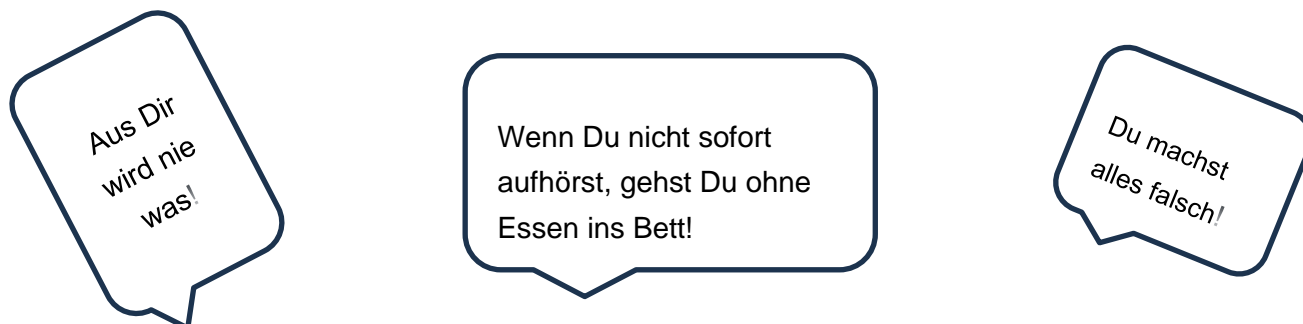 Aus Dir
wird nie
was!
Wenn Du nicht sofort
aufhörst, gehst Du ohne
Essen ins Bett!
Du machst
alles falsch!